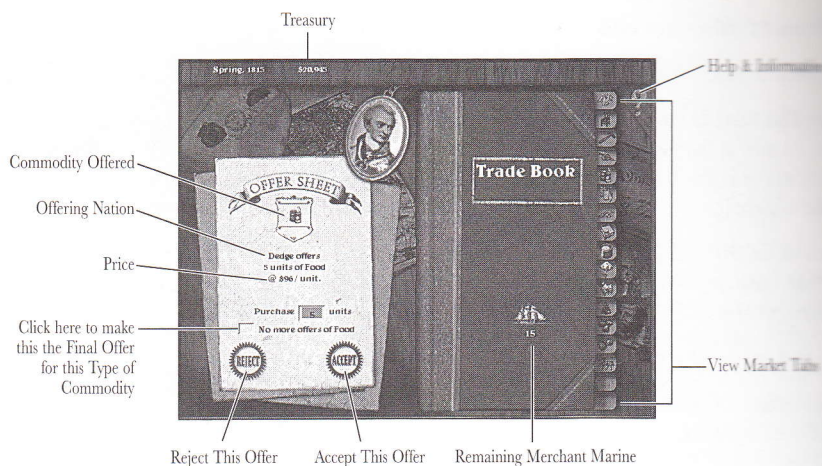 Treasury
Spring, 1815 $20,945
Help & Information
Commodity Offered
OFFER SHEET
Trade Book
Offering Nation
Dedge offers
5 units of Food
@ $96 / unit.
Price
Purchase 5 units
No more offers of Food
Click here to make
this the Final Offer
for this Type of
Commodity
REJECT
ACCEPT
15
View Market Tabs
Reject This Offer
Accept This Offer
Remaining Merchant Marine